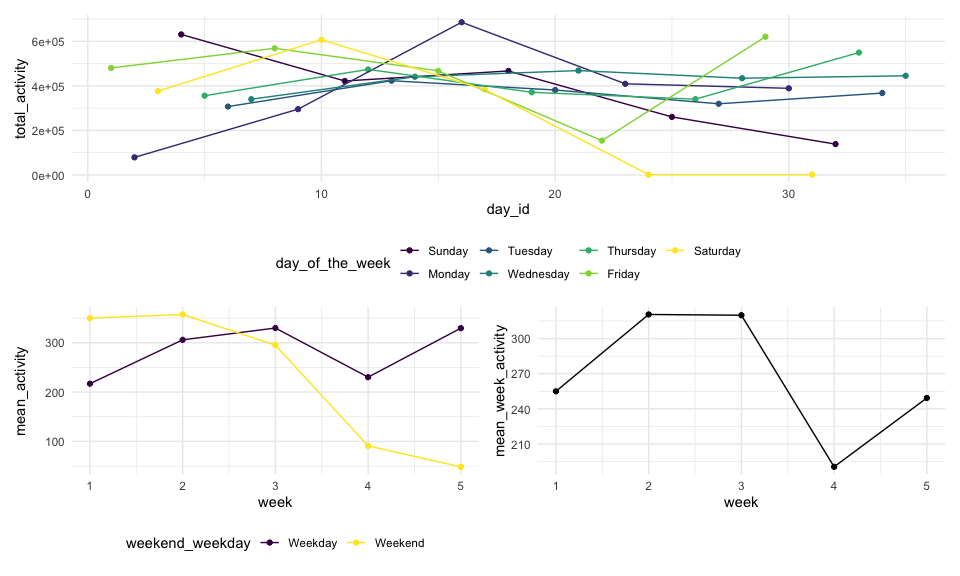 total_activity
6e+05
4e+05
2e+05
0e+00
0 10 20 30
day_id
day_of_the_week
Sunday Tuesday Thursday Saturday
Monday Wednesday Friday
mean_activity
300
200
100
1 2 3 4 5
week
weekend_weekday Weekday Weekend
mean_week_activity
300
270
240
210
1 2 3 4 5
week